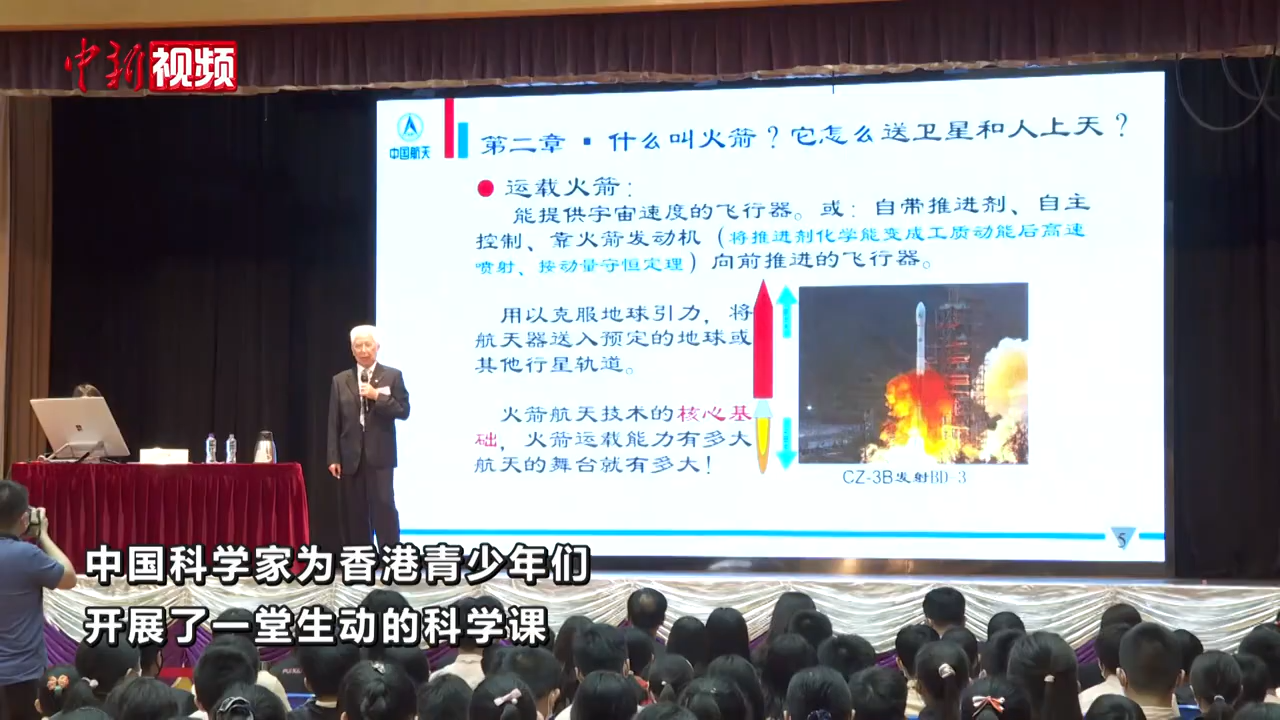 中新视频
中国航天
第二章 · 什么叫火箭？它怎么送卫星和人上天？
● 运载火箭：
能提供宇宙速度的飞行器。或：自带推进剂、自主
控制、靠火箭发动机（将推进剂化学能变成工质动能后高速
喷射、按动量守恒定理）向前推进的飞行器。
用以克服地球引力，将
航天器送入预定的地球或
其他行星轨道。
火箭航天技术的核心基
础，火箭运载能力有多大
航天的舞台就有多大！
CZ-3B发射BD 3
5
中国科学家为香港青少年们
开展了一堂生动的科学课